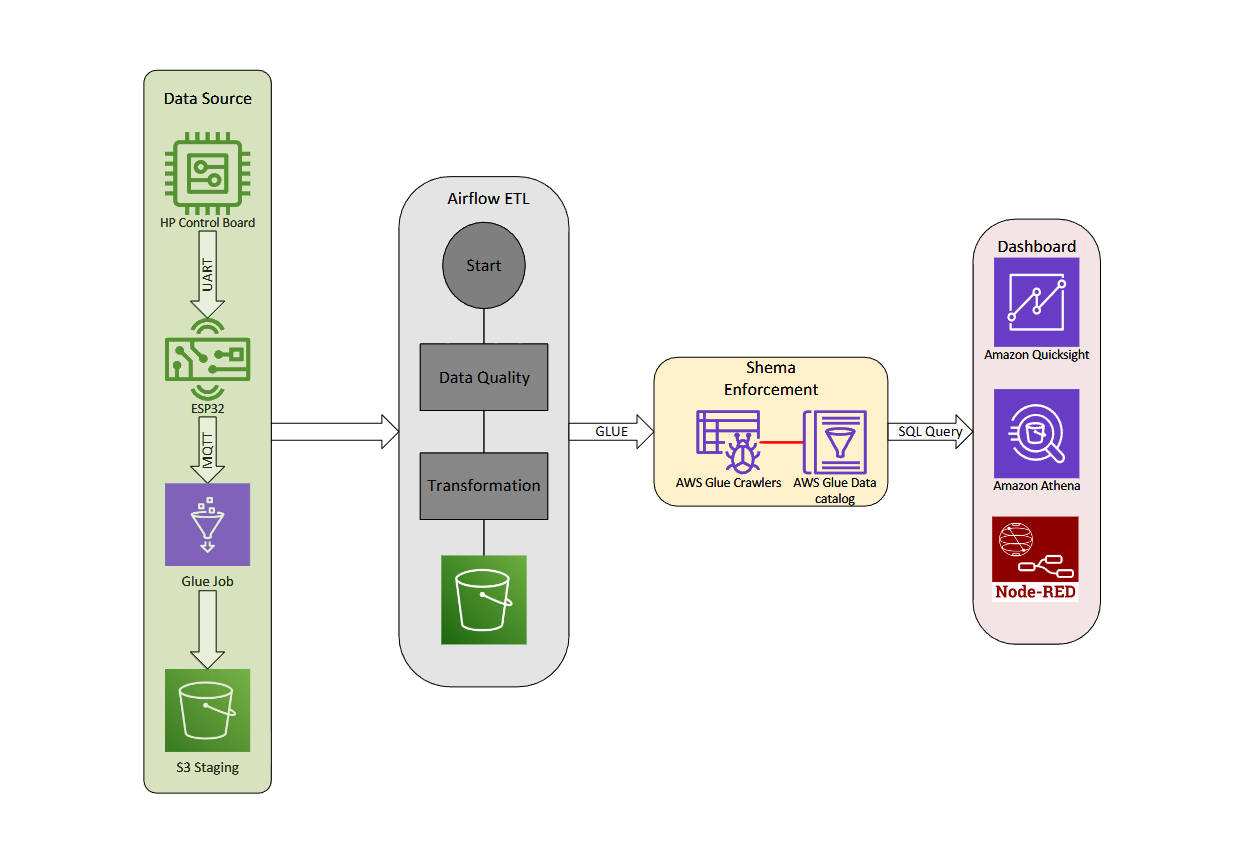 Data Source
HP Control Board
UART
ESP32
MQTT
Glue Job
S3 Staging
Airflow ETL
Start
Data Quality
Transformation
GLUE
Shema
Enforcement
AWS Glue Crawlers
AWS Glue Data
catalog
SQL Query
Dashboard
Amazon Quicksight
Amazon Athena
Node-RED